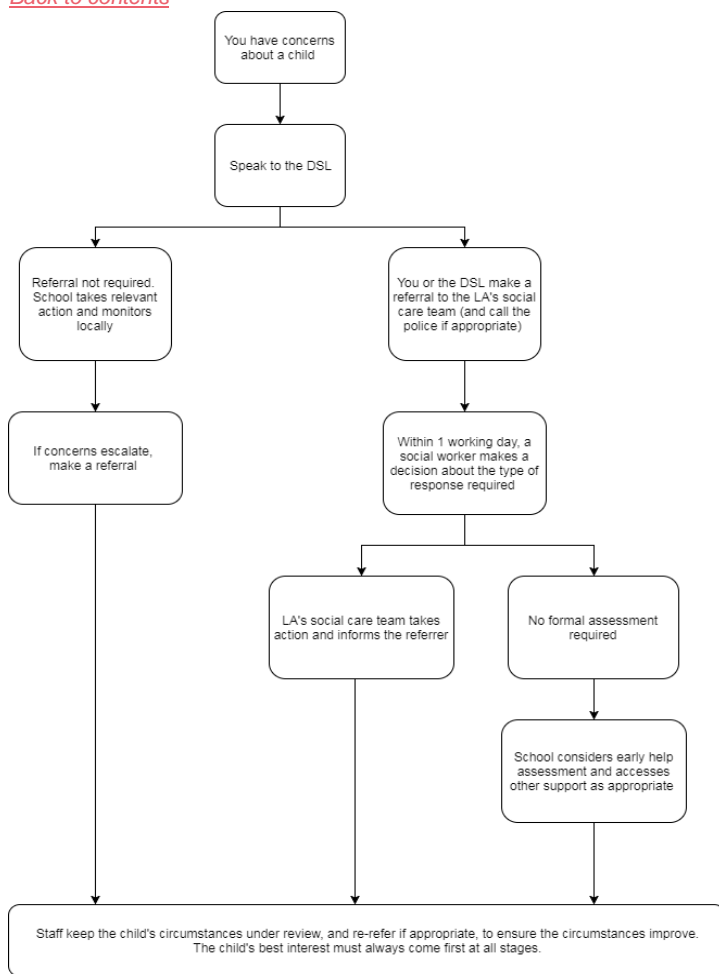 Back to contents
You have concerns
about a child
Speak to the DSL
Referral not required.
School takes relevant
action and monitors
locally
You or the DSL make a
referral to the LA's social
care team (and call the
police if appropriate)
If concerns escalate,
make a referral
Within 1 working day, a
social worker makes a
decision about the type of
response required
LA's social care team takes
action and informs the referrer
No formal assessment
required
School considers early help
assessment and accesses
other support as appropriate
Staff keep the child's circumstances under review, and re-refer if appropriate, to ensure the circumstances improve.
The child's best interest must always come first at all stages.